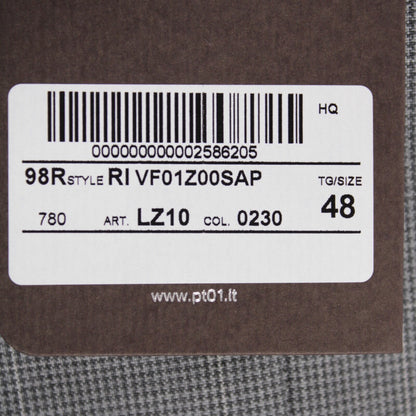 HQ
000000000002586205
98R STYLE RI VF01Z00SAP TG/SIZE
780 ART. LZ10 COL. 0230 48
www.pt01.it